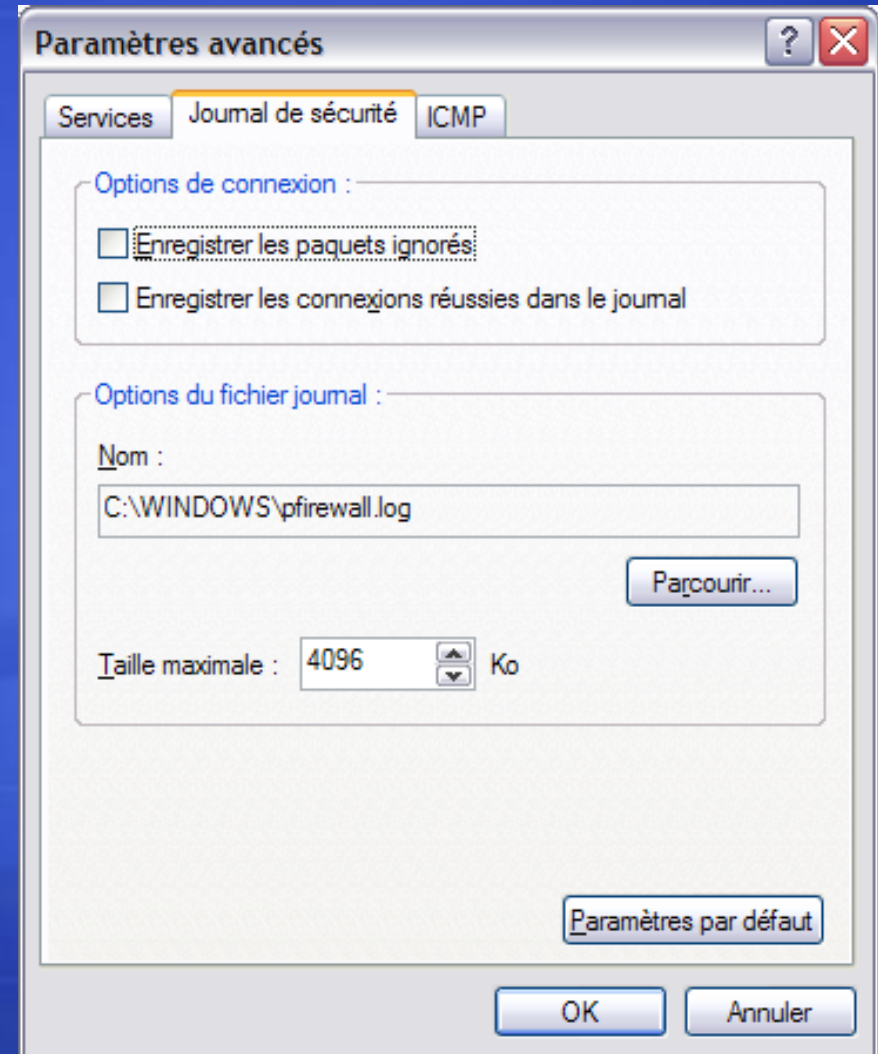 Paramètres avancés
?
Services
Journal de sécurité
ICMP
Options de connexion :
Enregistrer les paquets ignorés
Enregistrer les connexions réussies dans le journal
Options du fichier journal :
Nom :
C:\WINDOWS\pfirewall.log
Parcourir...
Taille maximale : 4096 Ko
Paramètres par défaut
OK
Annuler